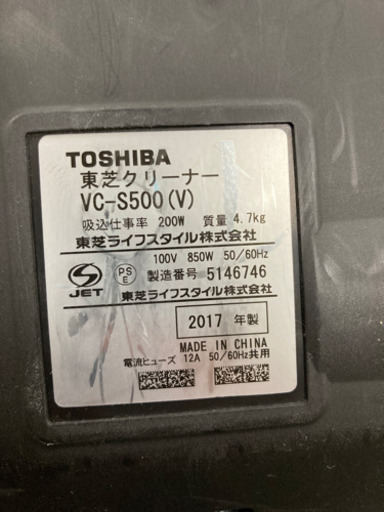 TOSHIBA
東芝クリーナー
VC-S500(V)
吸込仕事率 200W 質量 4.7kg
東芝ライフスタイル株式会社
100V 850W 50/60Hz
JET PS E 製造番号 5146746
東芝ライフスタイル株式会社
2017 年製
MADE IN CHINA
電流ヒューズ 12A 50/60Hz共用